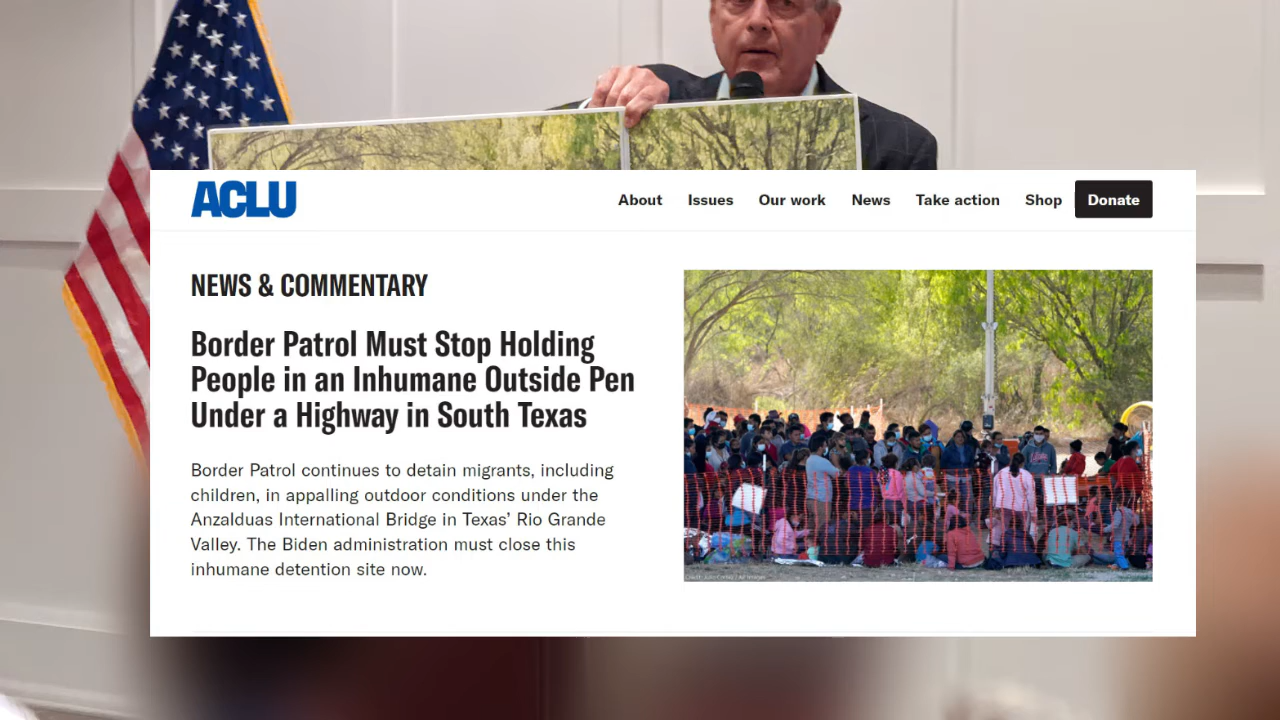 ACLU
About Issues Our work News Take action Shop Donate
NEWS & COMMENTARY
Border Patrol Must Stop Holding
People in an Inhumane Outside Pen
Under a Highway in South Texas
Border Patrol continues to detain migrants, including
children, in appalling outdoor conditions under the
Anzalduas International Bridge in Texas’ Rio Grande
Valley. The Biden administration must close this
inhumane detention site now.